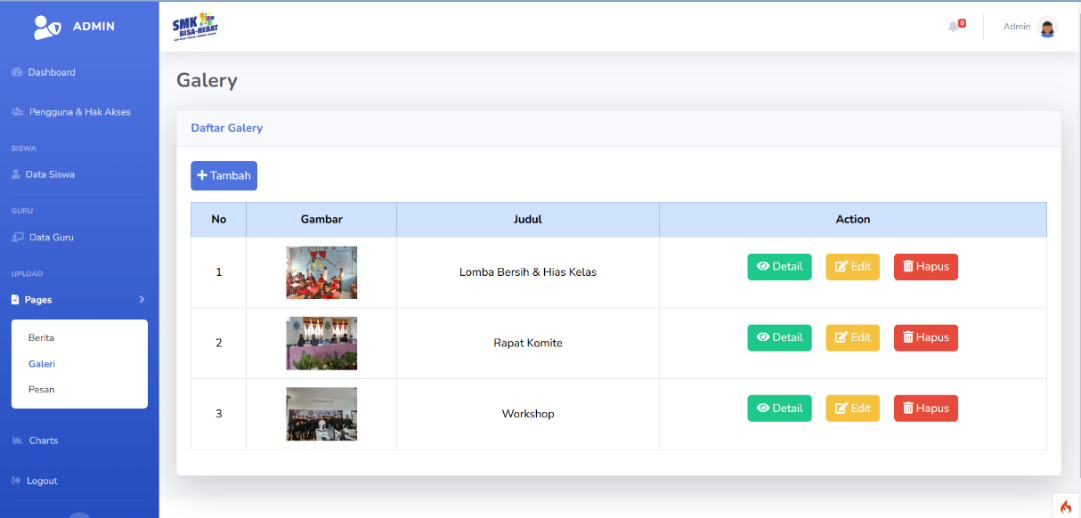 ADMIN
SMK
BISA-HEBAT
0
Admin
Dashboard
Pengguna & Hak Akses
SISWA
Data Siswa
GURU
Data Guru
UPLOAD
Pages
Berita
Galeri
Pesan
Charts
Logout
Galery
Daftar Galery
Tambah
No Gambar Judul Action
1 Lomba Bersih & Hias Kelas Detail Edit Hapus
2 Rapat Komite Detail Edit Hapus
3 Workshop Detail Edit Hapus